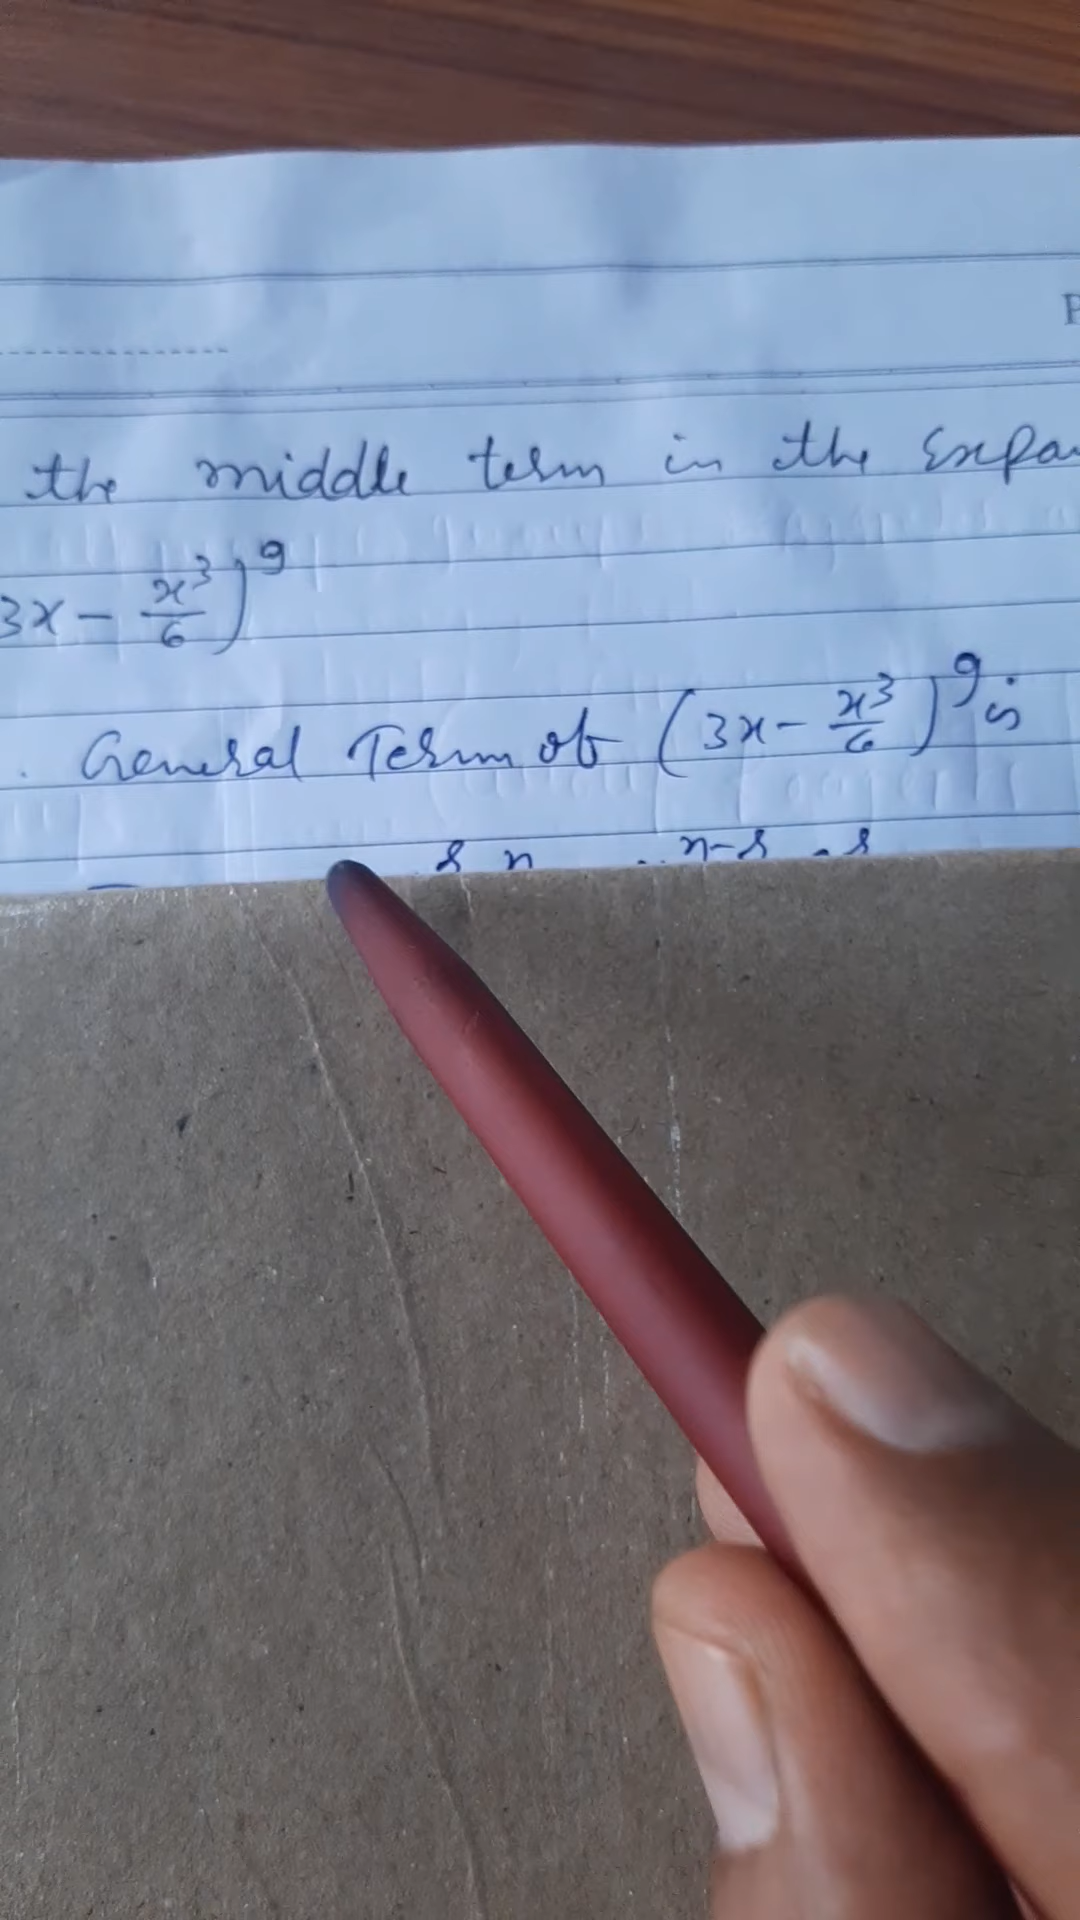 P
the middle term in the Expa
3x - x³/6)⁹
. General Term of (3x - x³/6)⁹ is
r n n-r r